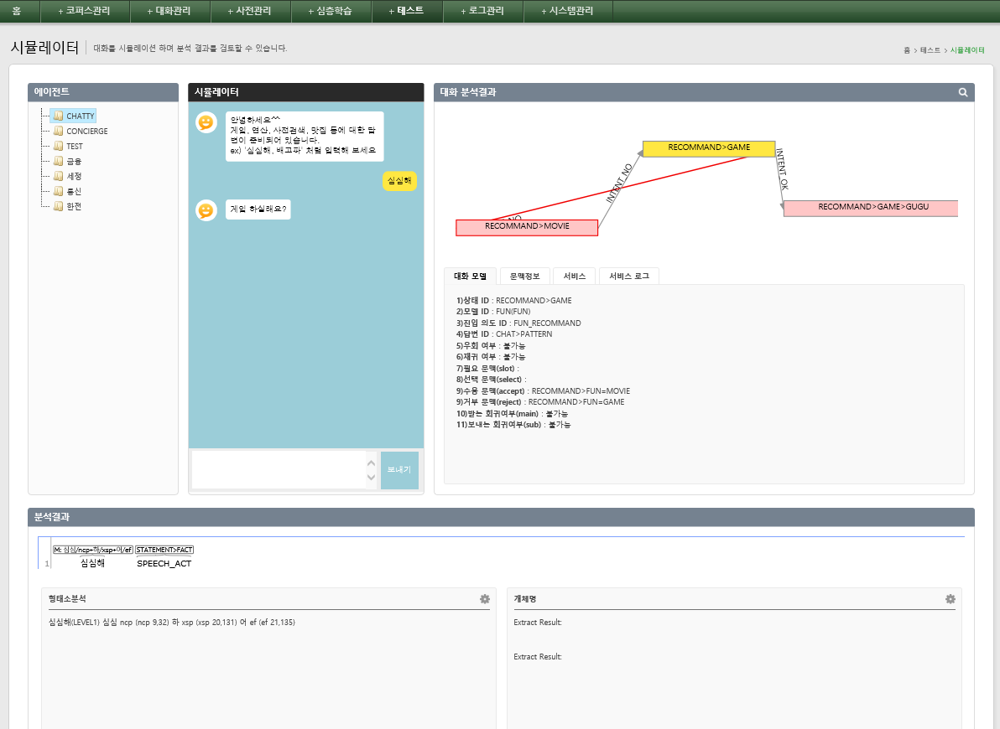 홈
+ 코퍼스관리
+ 대화관리
+ 사전관리
+ 심층학습
+ 테스트
+ 로그관리
+ 시스템관리
시뮬레이터
대화를 시뮬레이션 하며 분석 결과를 검토할 수 있습니다.
홈 > 테스트 > 시뮬레이터
에이전트
CHATTY
CONCIERGE
TEST
금융
세정
통신
한전
시뮬레이터
안녕하세요^^
게임, 연산, 사전검색, 맛집 등에 대한 답
변이 준비되어 있습니다.
ex) '심심해, 배고파' 처럼 입력해 보세요
심심해
게임 하실래요?
보내기
대화 분석결과
RECOMMAND>GAME
INTENT_NO
INTENT_OK
RECOMMAND>GAME>GUGU
NO
RECOMMAND>MOVIE
대화 모델
문맥정보
서비스
서비스 로그
1)상태 ID : RECOMMAND>GAME
2)모델 ID : FUN(FUN)
3)진입 의도 ID : FUN_RECOMMAND
4)답변 ID : CHAT>PATTERN
5)우회 여부 : 불가능
6)재귀 여부 : 불가능
7)필요 문맥(slot) :
8)선택 문맥(select) :
9)수용 문맥(accept) : RECOMMAND>FUN=MOVIE
9)거부 문맥(reject) : RECOMMAND>FUN=GAME
10)받는 회귀여부(main) : 불가능
11)보내는 회귀여부(sub) : 불가능
분석결과
M: 심심/ncp+하/xsp+어/ef STATEMENT>FACT
1 심심해 SPEECH_ACT
형태소분석
심심해(LEVEL1) 심심 ncp (ncp 9,32) 하 xsp (xsp 20,131) 어 ef (ef 21,135)
개체명
Extract Result:
Extract Result: